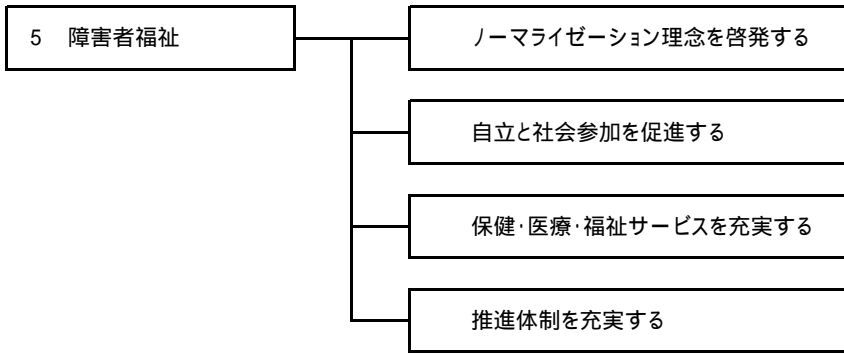 5 障害者福祉
ノーマライゼーション理念を啓発する
自立と社会参加を促進する
保健・医療・福祉サービスを充実する
推進体制を充実する